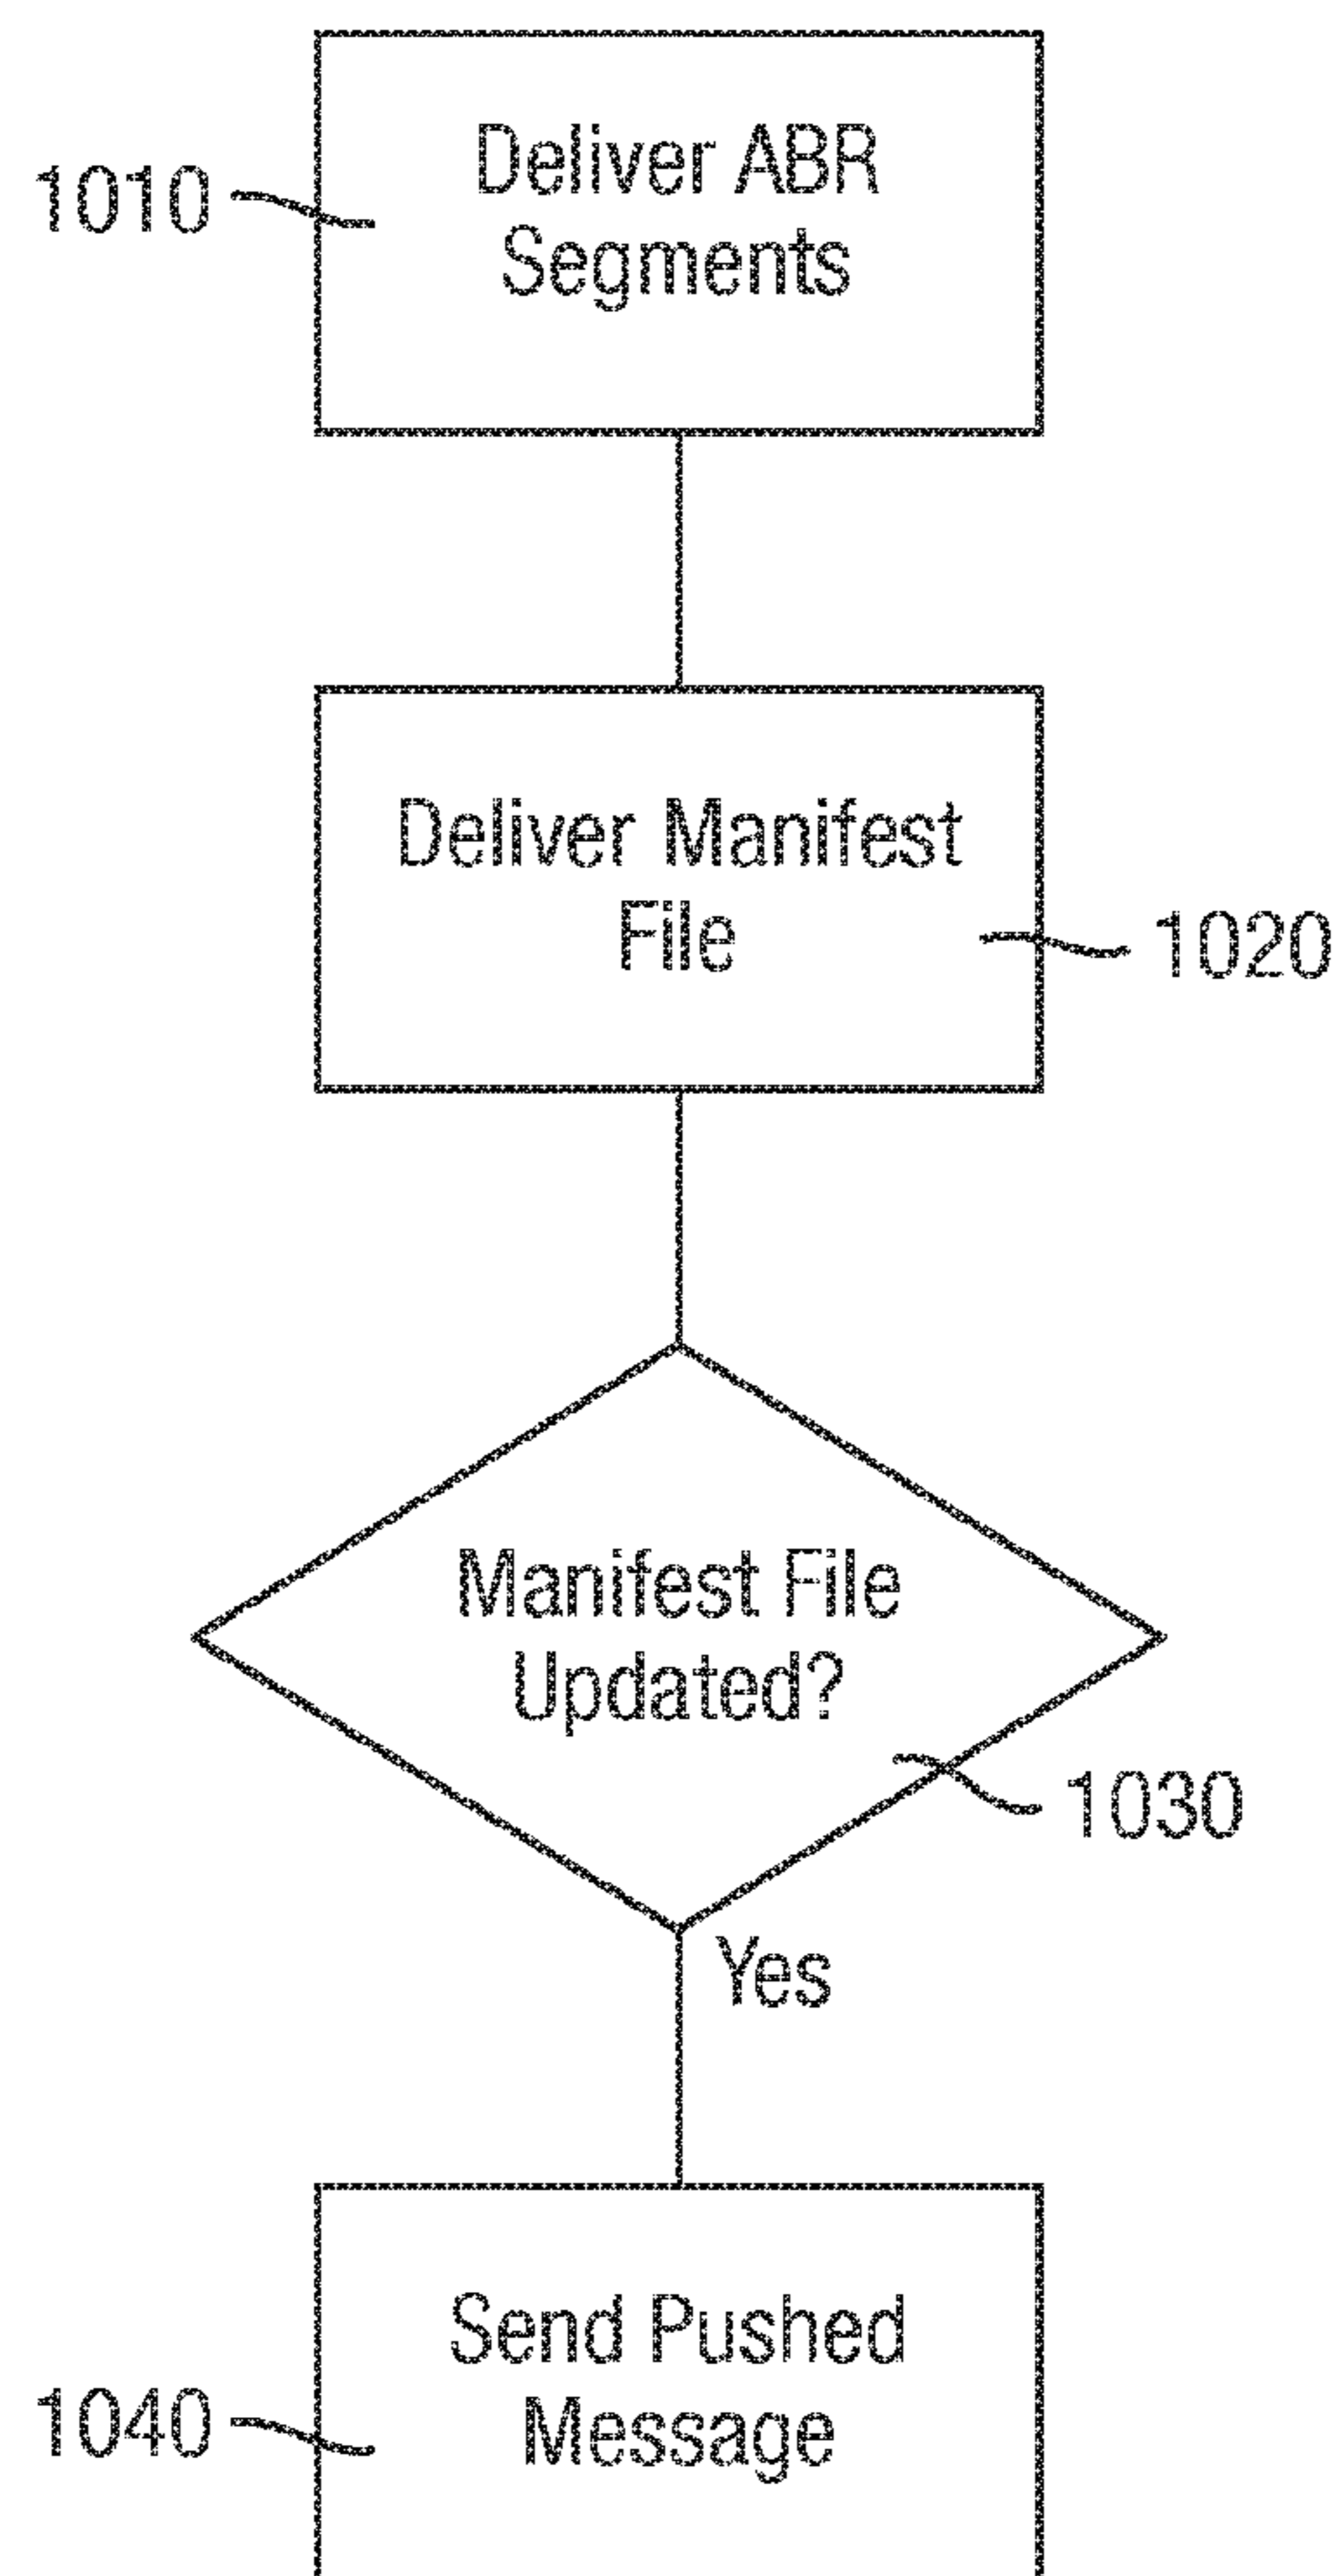 Deliver ABR
Segments
1010
Deliver Manifest
File
1020
Manifest File
Updated?
1030
Yes
Send Pushed
Message
1040